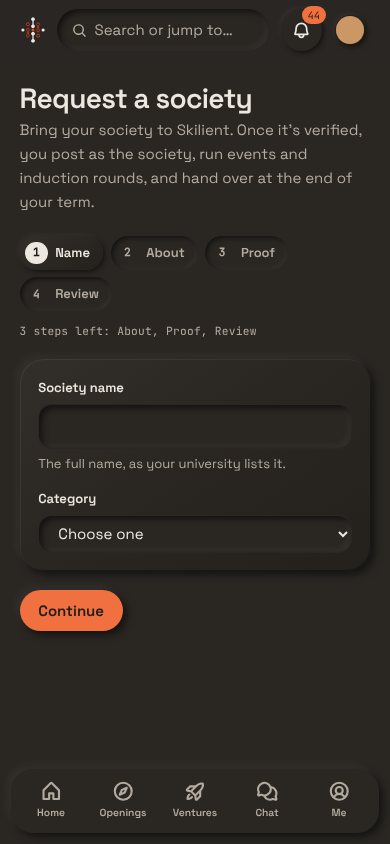 Search or jump to...
44
Request a society
Bring your society to Skilient. Once it's verified,
you post as the society, run events and
induction rounds, and hand over at the end of
your term.
1 Name 2 About 3 Proof
4 Review
3 steps left: About, Proof, Review
Society name
The full name, as your university lists it.
Category
Choose one
Continue
Home Openings Ventures Chat Me